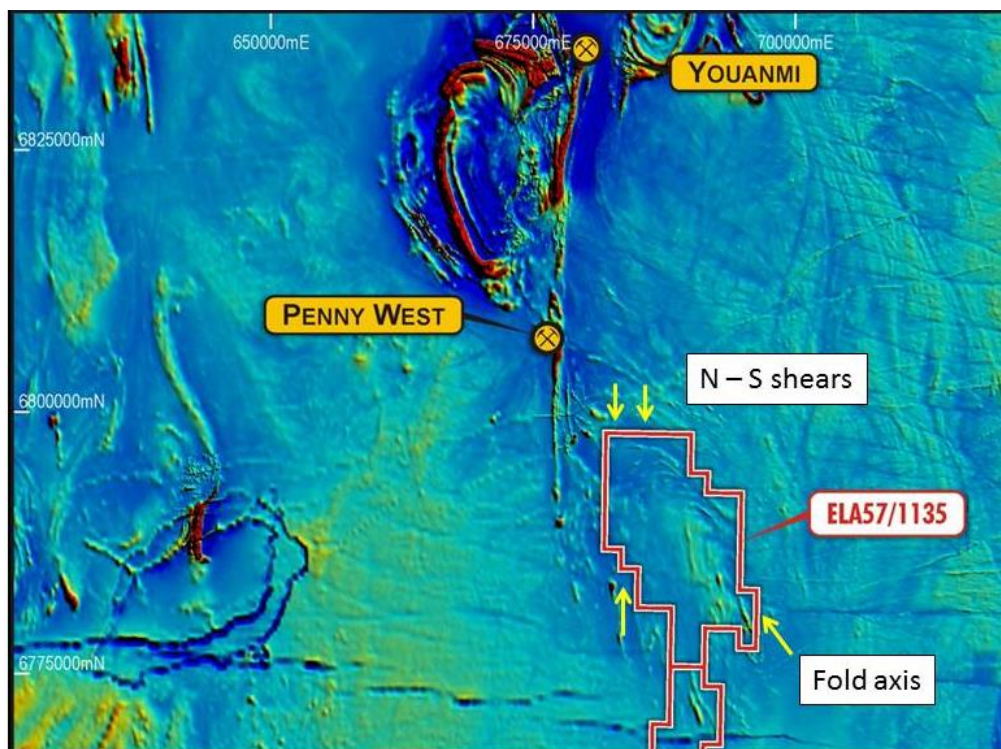 650000mE
675000mE
700000mE
YOUANMI
6825000mN
PENNY WEST
N – S shears
6800000mN
ELA57/1135
6775000mN
Fold axis